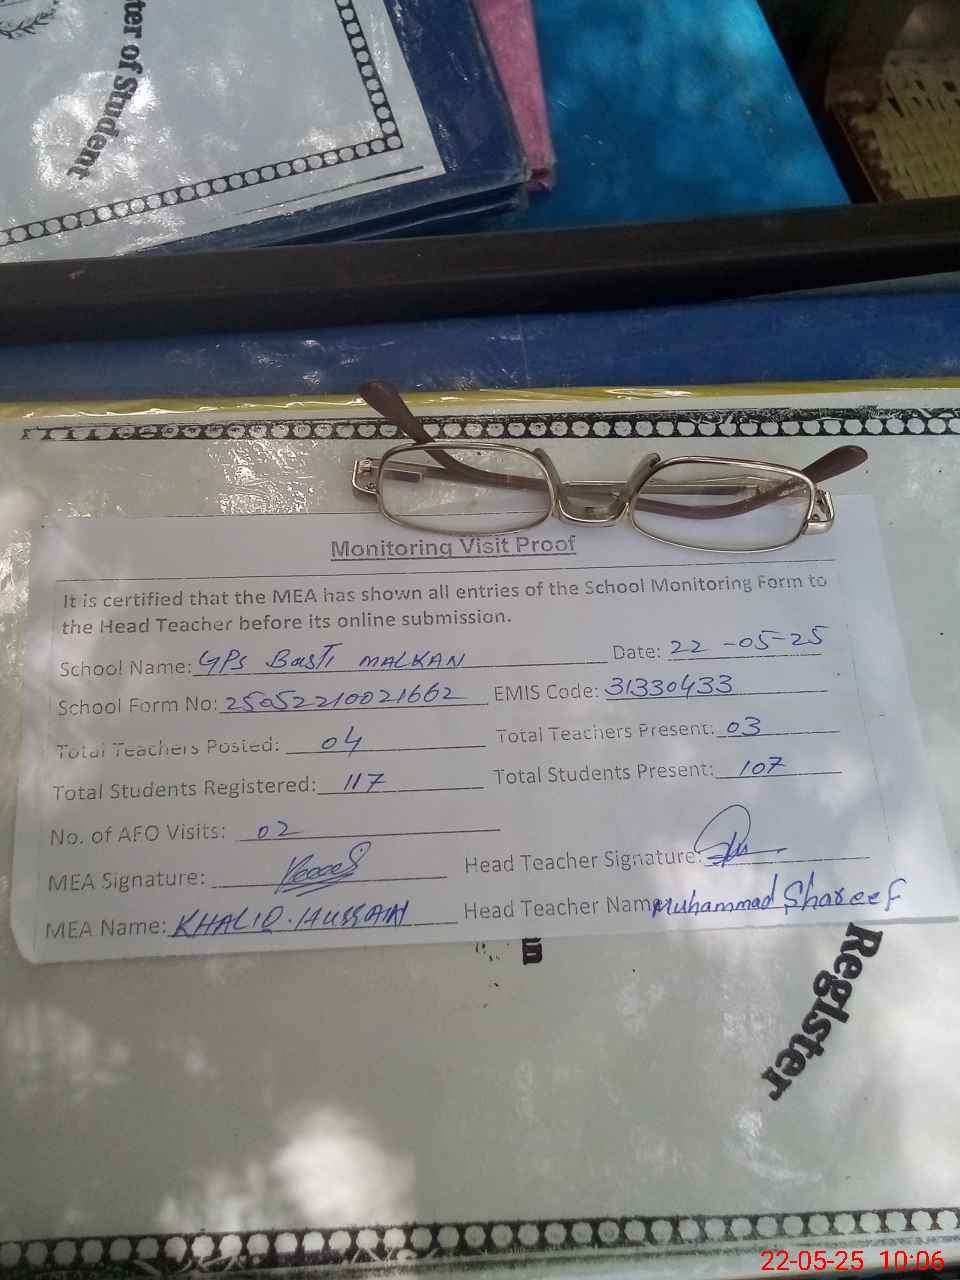 ter of Student
Monitoring Visit Proof
It is certified that the MEA has shown all entries of the School Monitoring Form to
the Head Teacher before its online submission.
School Name: GPS Basti MALKAN Date: 22-05-25
School Form No: 25052210021662 EMIS Code: 31330433
Total Teachers Posted: 04 Total Teachers Present: 03
Total Students Registered: 117 Total Students Present: 107
No. of AFO Visits: 02
MEA Signature: Head Teacher Signature:
MEA Name: KHALIQ.HUSSAIN Head Teacher Name Muhammad Shareef
Register
22-05-25 10:06